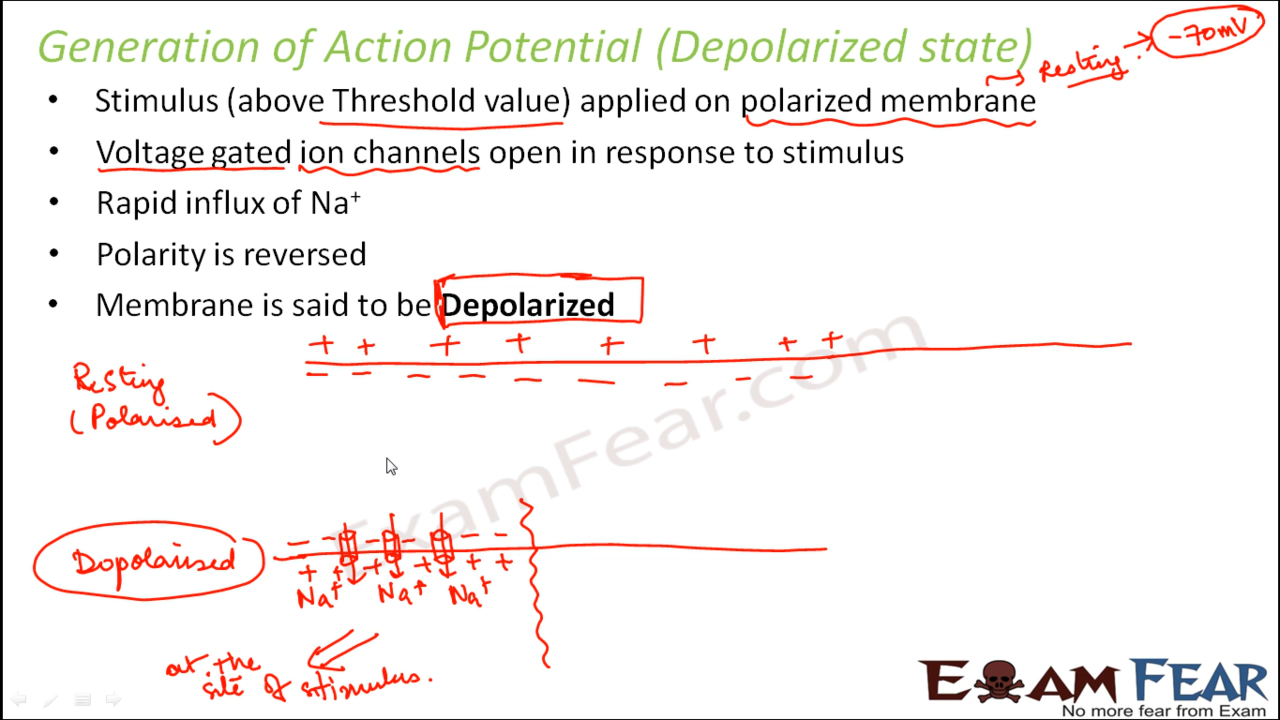 Generation of Action Potential (Depolarized state)
→ Resting → -70mV
• Stimulus (above Threshold value) applied on polarized membrane
• Voltage gated ion channels open in response to stimulus
• Rapid influx of Na⁺
• Polarity is reversed
• Membrane is said to be Depolarized
+ + + + + + + +
– – – – – – – – –
Resting
(Polarised)
ExamFear.com
– – – – – –
Dopolarised
+ + + + + +
Na⁺ Na⁺ Na⁺
at the
site of stimulus.
EXAM FEAR
No more fear from Exam